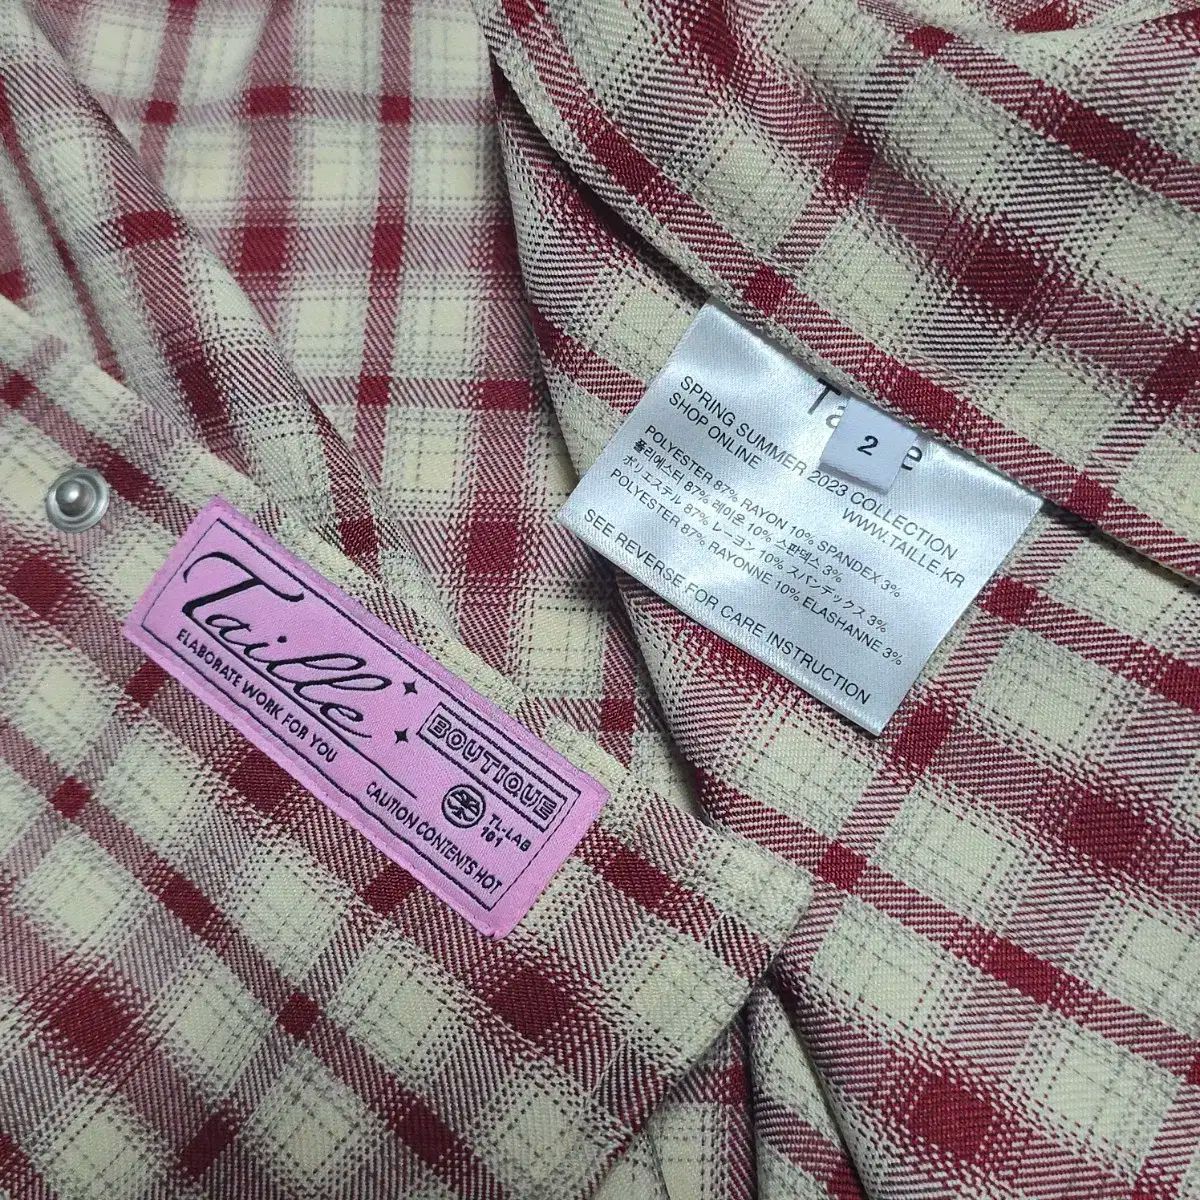 Taille
BOUTIQUE
ELABORATE WORK FOR YOU
TL-LAB
101
CAUTION CONTENTS HOT
2
SPRING SUMMER 2023 COLLECTION
SHOP ONLINE WWW.TAILLE.KR
POLYESTER 87% RAYON 10% SPANDEX 3%
폴리에스터 87% 레이온 10% 스판덱스 3%
ポリエステル 87% レーヨン 10% スパンデックス 3%
POLYESTER 87% RAYONNE 10% ELASHANNE 3%
SEE REVERSE FOR CARE INSTRUCTION